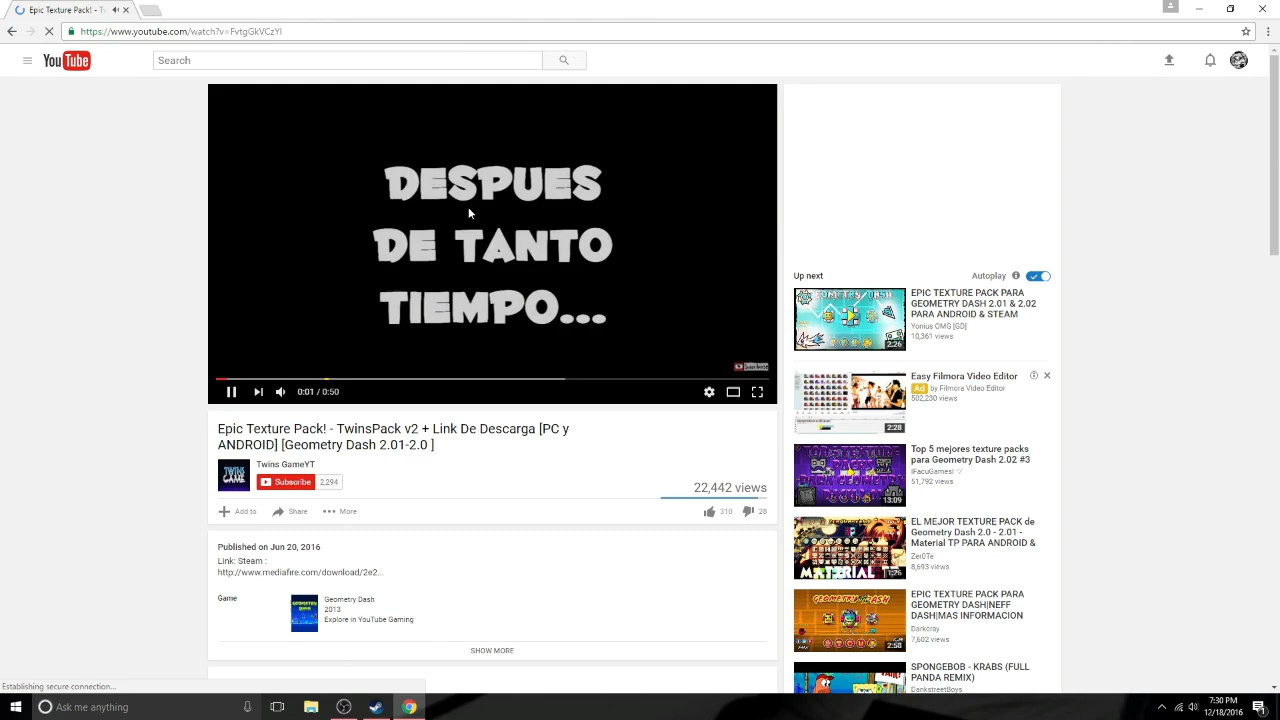 Epic Texture Pack! - Tw
https://www.youtube.com/watch?v=FvtgGkVCzYI
YouTube
Search
DESPUES
DE TANTO
TIEMPO...
0:01 / 0:50
Epic Texture Pack! - TwinsPack v2 + Link De Descarga [PC y
ANDROID] [Geometry Dash 2.01-2.0 ]
TWINS
GAME
Twins GameYT
Subscribe 2,294
22,442 views
Add to Share More
310 28
Published on Jun 20, 2016
Link: Steam :
http://www.mediafire.com/download/2e2...
Game
Geometry Dash
2013
Explore in YouTube Gaming
SHOW MORE
Up next
Autoplay
EPIC TEXTURE PACK PARA
GEOMETRY DASH 2.01 & 2.02
PARA ANDROID & STEAM
Yonius OMG [GD]
10,361 views
2:26
Easy Filmora Video Editor
Ad by Filmora Video Editor
502,230 views
2:28
Top 5 mejores texture packs
para Geometry Dash 2.02 #3
51,792 views
13:09
EL MEJOR TEXTURE PACK de
Geometry Dash 2.0 - 2.01 -
Material TP PARA ANDROID &
Zer0Te
8,693 views
MATERIAL TP
1:26
EPIC TEXTURE PACK PARA
GEOMETRY DASH|NEFF
DASH|MAS INFORMACION
Darkcray
7,602 views
2:58
SPONGEBOB - KRABS (FULL
PANDA REMIX)
DankstreetBoys
Establishing secure connection...
Ask me anything
7:30 PM
12/18/2016